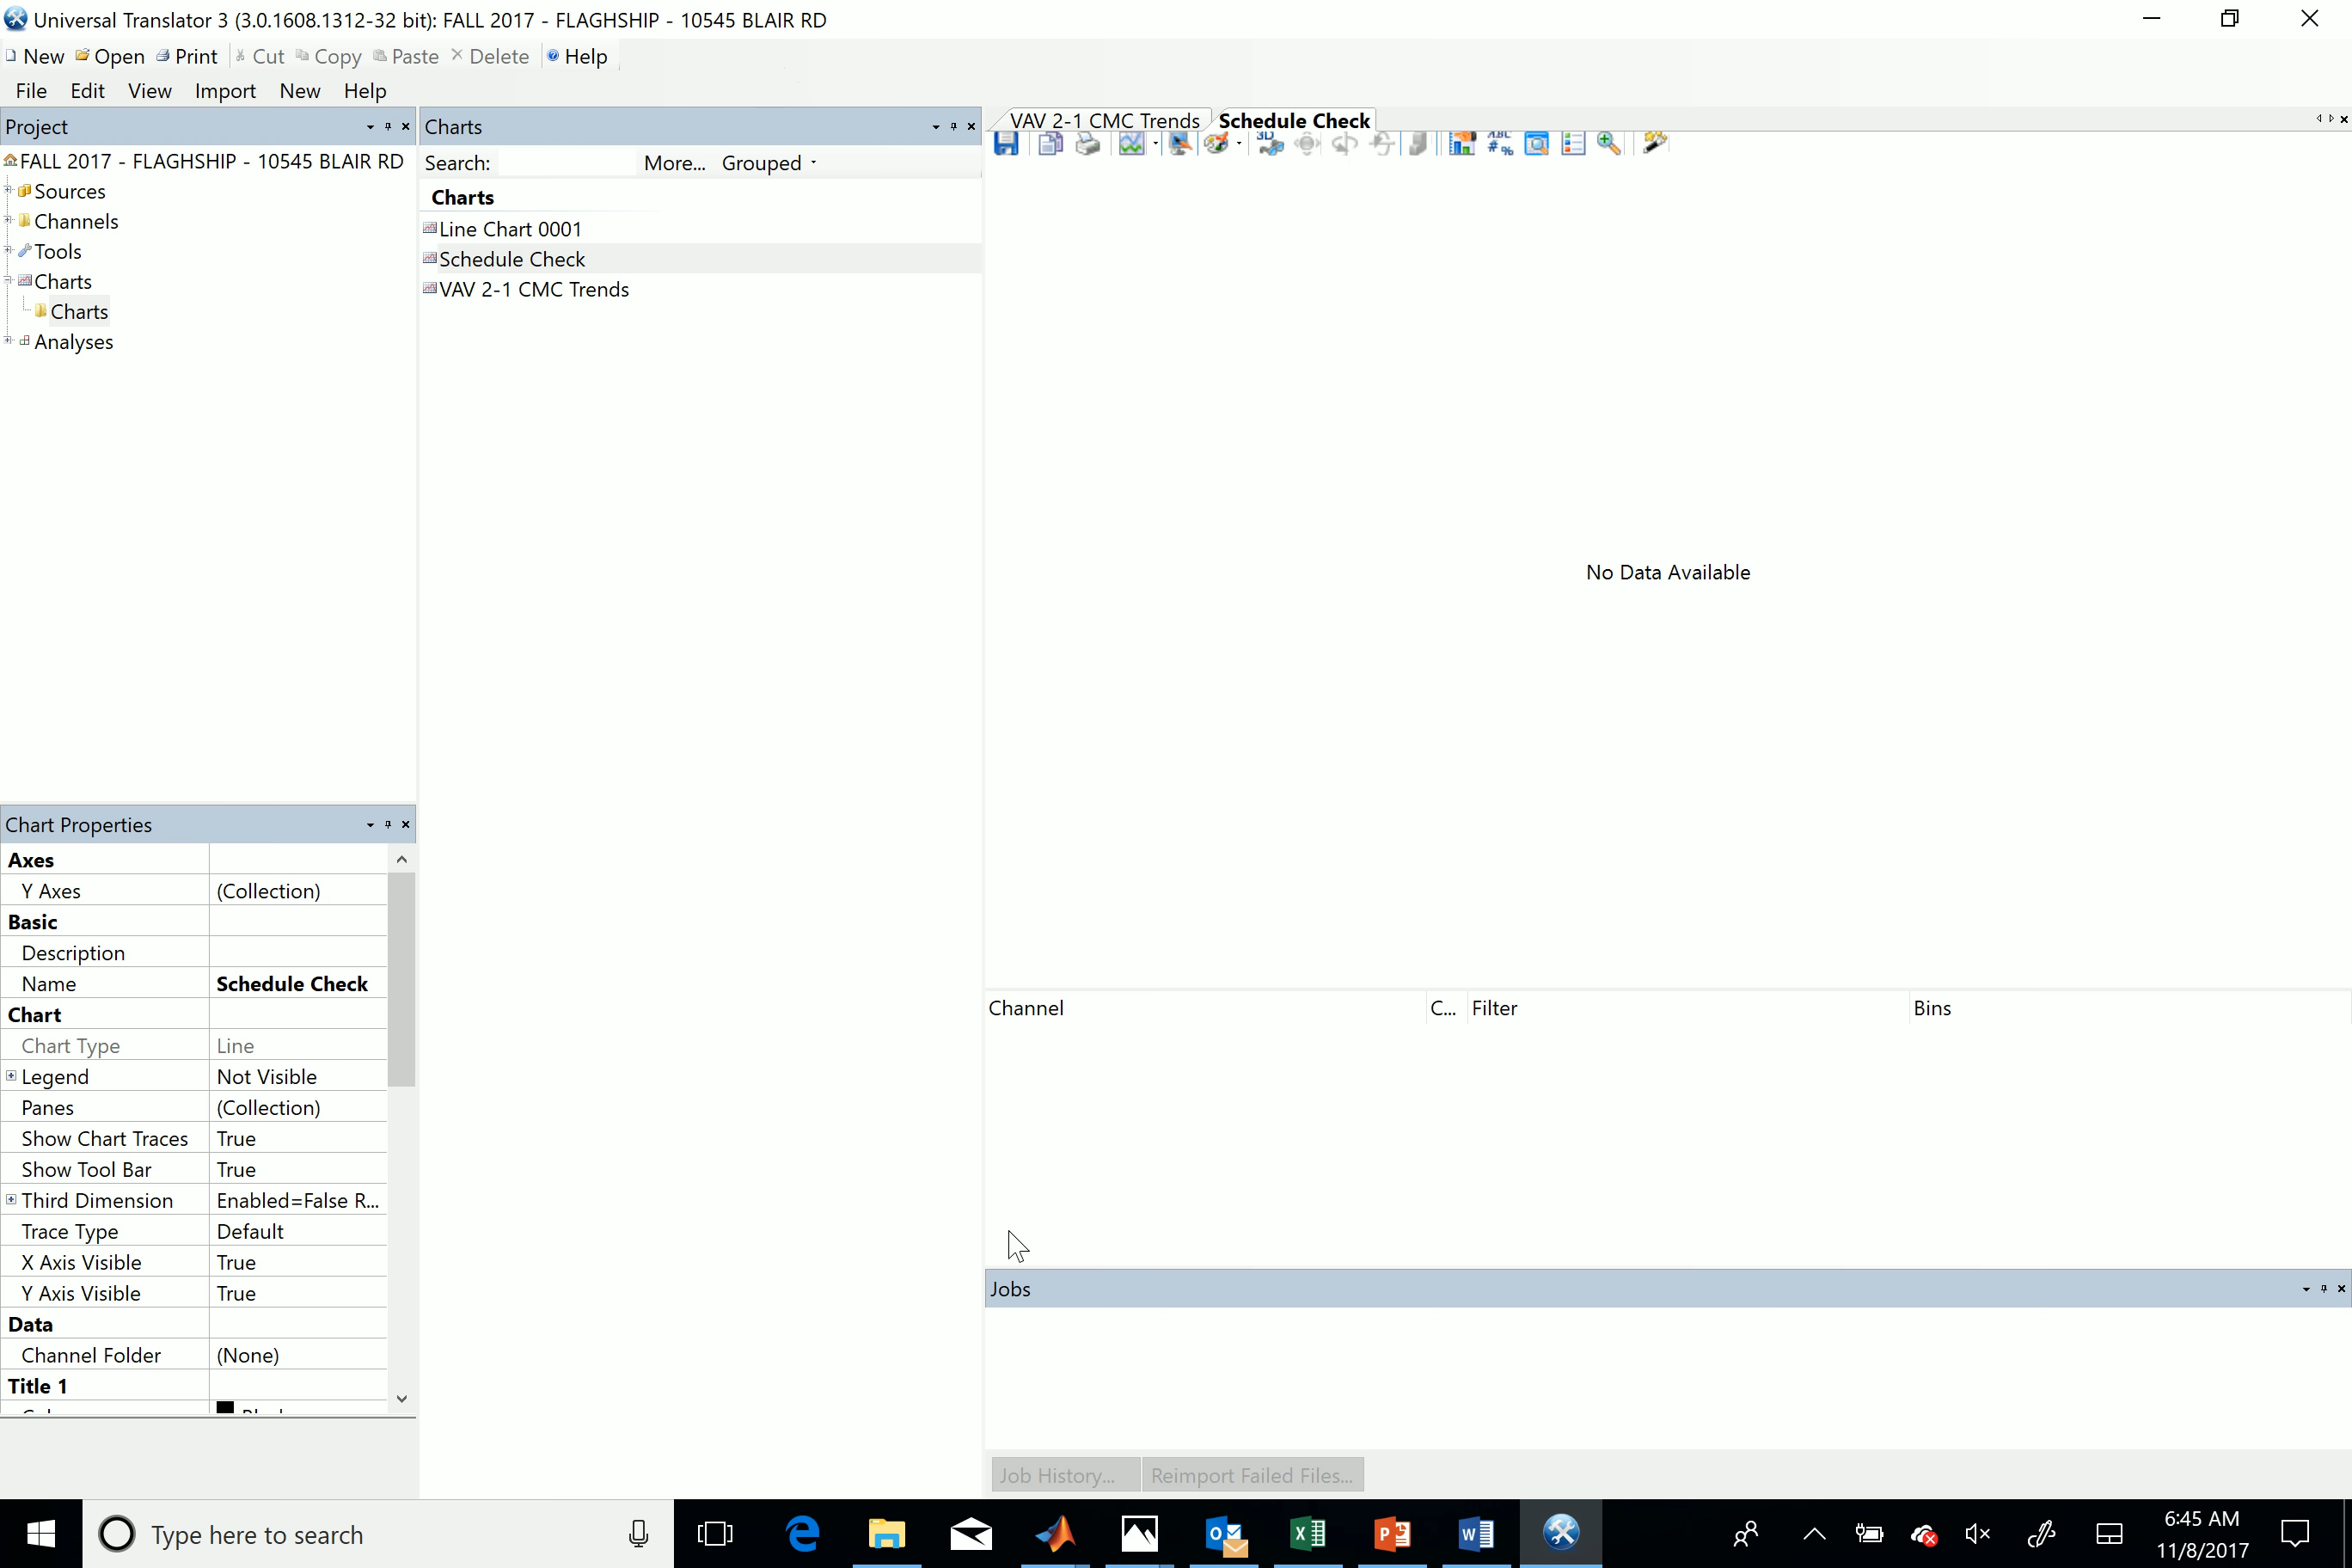 Universal Translator 3 (3.0.1608.1312-32 bit): FALL 2017 - FLAGHSHIP - 10545 BLAIR RD
New Open Print Cut Copy Paste Delete Help
File Edit View Import New Help
Project
FALL 2017 - FLAGHSHIP - 10545 BLAIR RD
Sources
Channels
Tools
Charts
Charts
Analyses
Charts
Search: More... Grouped
Charts
Line Chart 0001
Schedule Check
VAV 2-1 CMC Trends
VAV 2-1 CMC Trends Schedule Check
No Data Available
Channel C... Filter Bins
Chart Properties
Axes
Y Axes (Collection)
Basic
Description
Name Schedule Check
Chart
Chart Type Line
Legend Not Visible
Panes (Collection)
Show Chart Traces True
Show Tool Bar True
Third Dimension Enabled=False R...
Trace Type Default
X Axis Visible True
Y Axis Visible True
Data
Channel Folder (None)
Title 1
Jobs
Job History... Reimport Failed Files...
Type here to search
6:45 AM
11/8/2017